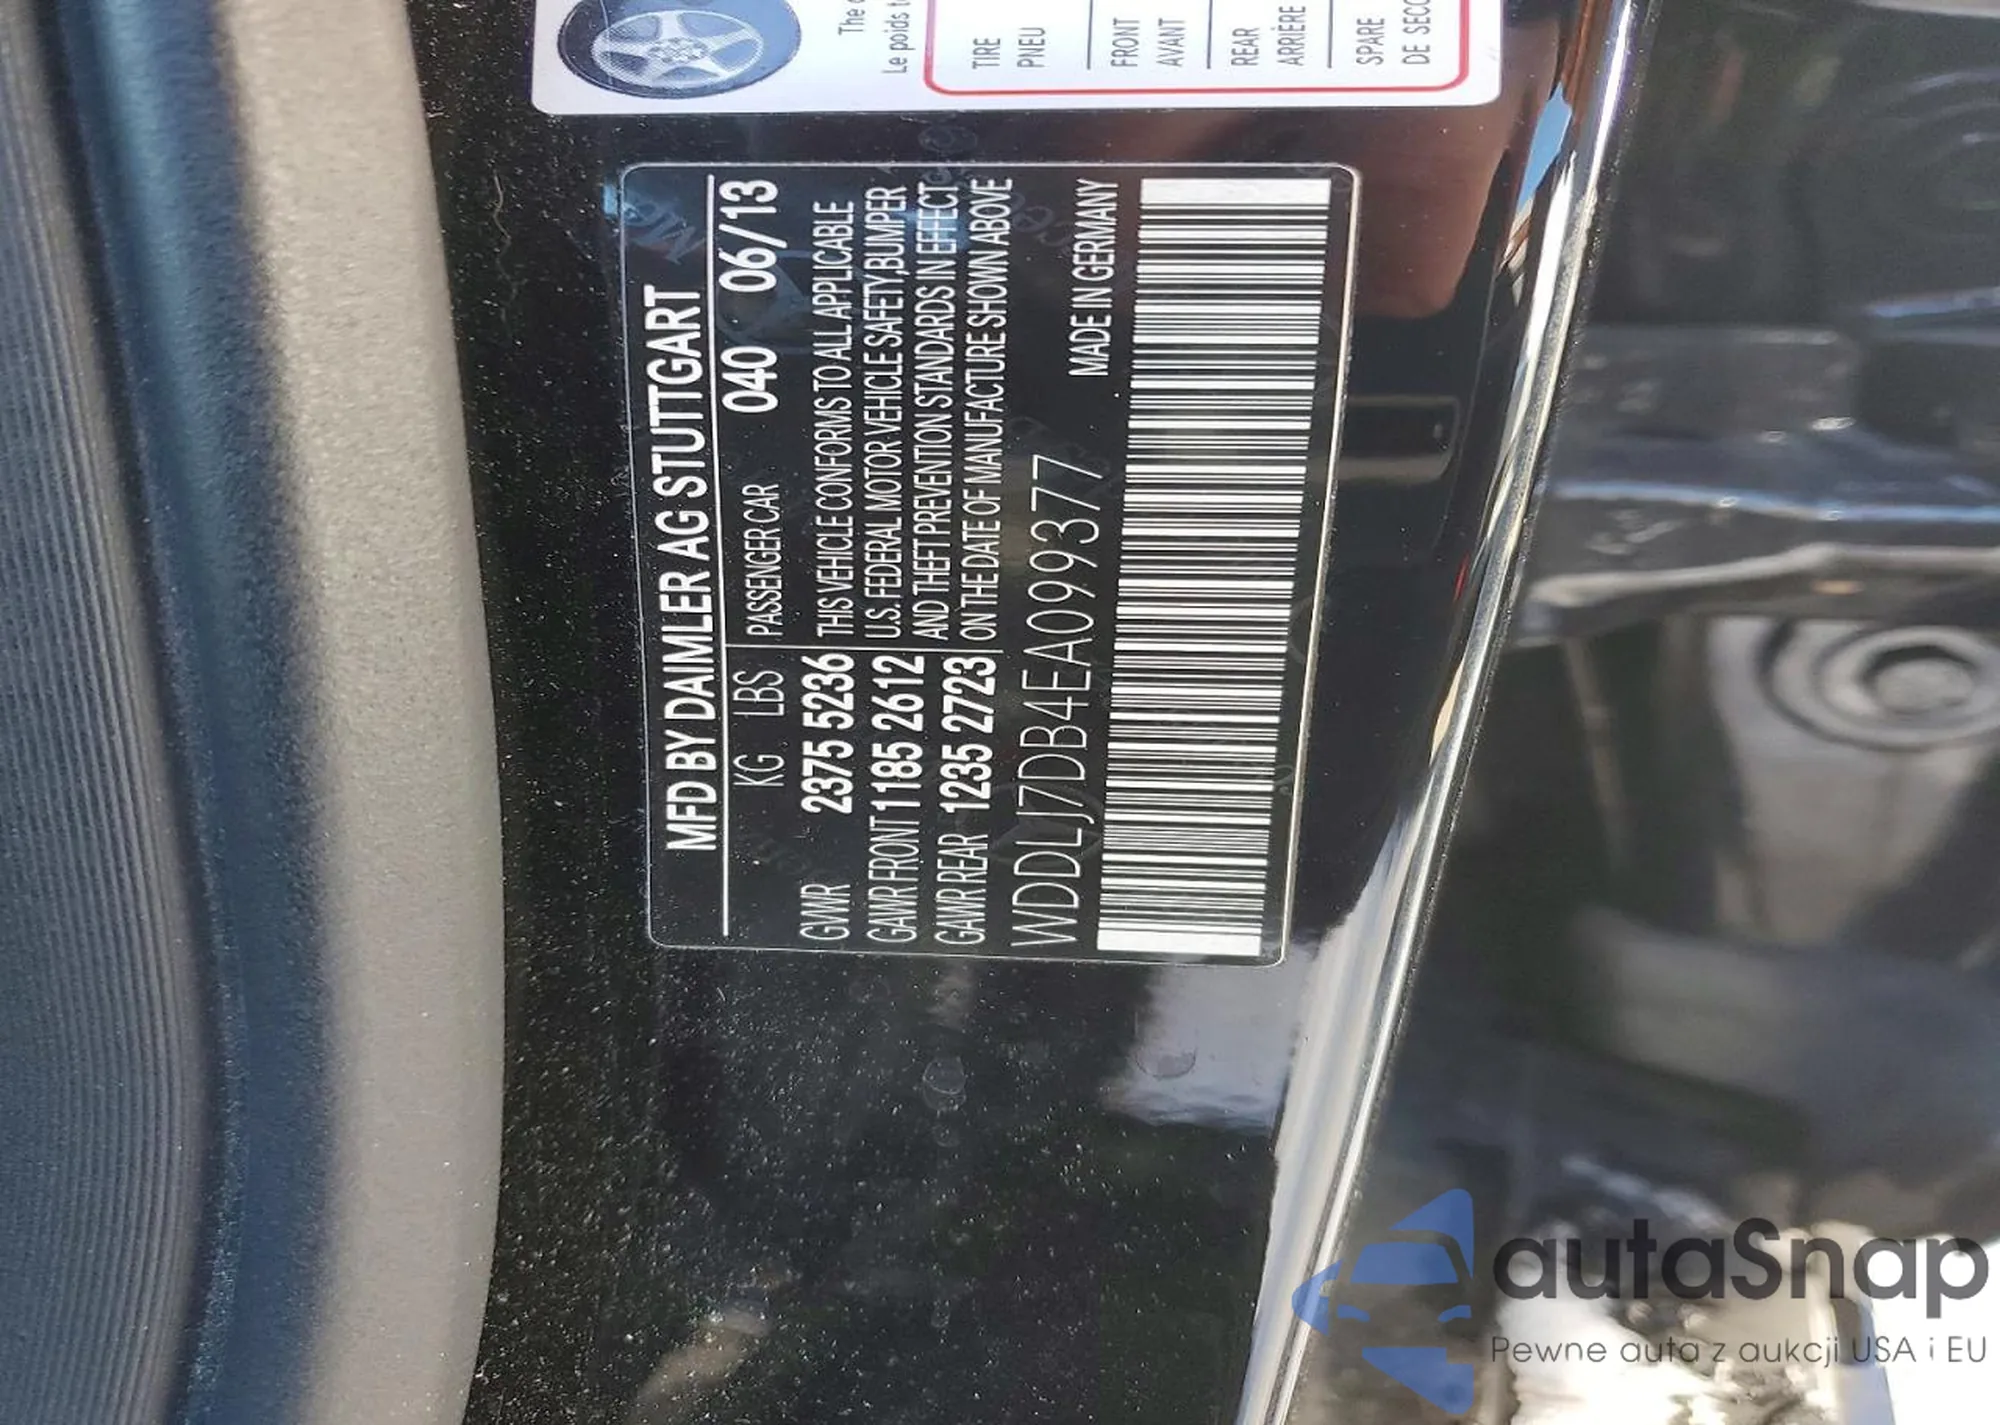 The
Le poids
TIRE
PNEU
FRONT
AVANT
REAR
ARRIÈRE
SPARE
DE
MFD BY DAIMLER AG STUTTGART
KG LBS PASSENGER CAR 040 06/13
GVWR 2375 5236 THIS VEHICLE CONFORMS TO ALL APPLICABLE
GAWR FRONT 1185 2612 U.S. FEDERAL MOTOR VEHICLE SAFETY,BUMPER
GAWR REAR 1235 2723 AND THEFT PREVENTION STANDARDS IN EFFECT
ON THE DATE OF MANUFACTURE SHOWN ABOVE
WDDLJ7DB4EA099377 MADE IN GERMANY
autaSnap
Pewne auta z aukcji USA i EU